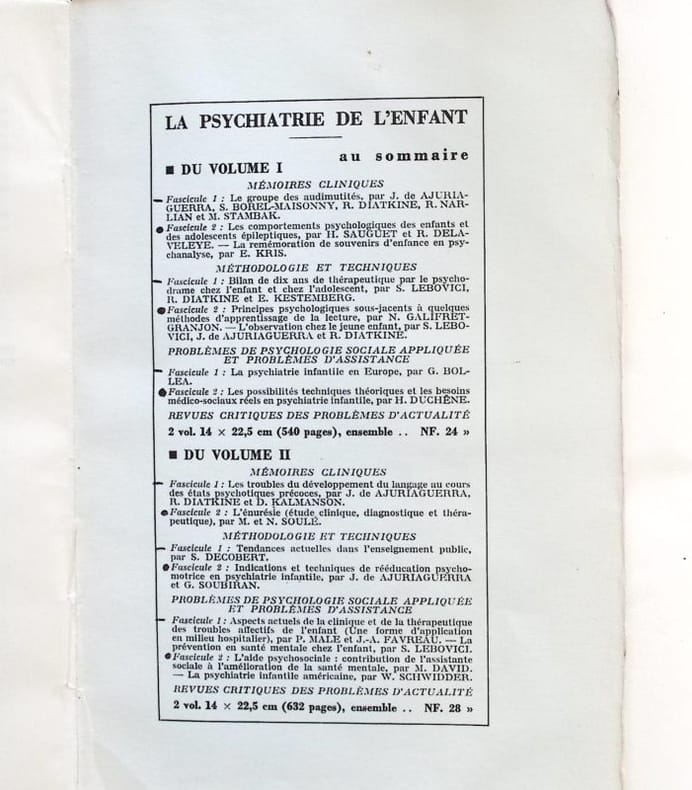 LA PSYCHIATRIE DE L'ENFANT
au sommaire
■ DU VOLUME I
MÉMOIRES CLINIQUES
— Fascicule 1 : Le groupe des audimutités, par J. de AJURIA-
GUERRA, S. BOREL-MAISONNY, R. DIATKINE, R. NAR-
LIAN et M. STAMBAK.
● Fascicule 2 : Les comportements psychologiques des enfants et
des adolescents épileptiques, par H. SAUGUET et R. DELA-
VELEYE. — La remémoration de souvenirs d'enfance en psy-
chanalyse, par E. KRIS.
MÉTHODOLOGIE ET TECHNIQUES
— Fascicule 1 : Bilan de dix ans de thérapeutique par le psycho-
drame chez l'enfant et chez l'adolescent, par S. LEBOVICI,
R. DIATKINE et E. KESTEMBERG.
● Fascicule 2 : Principes psychologiques sous-jacents à quelques
méthodes d'apprentissage de la lecture, par N. GALIFRET-
GRANJON. — L'observation chez le jeune enfant, par S. LEBO-
VICI, J. de AJURIAGUERRA et R. DIATKINE.
PROBLÈMES DE PSYCHOLOGIE SOCIALE APPLIQUÉE
ET PROBLÈMES D'ASSISTANCE
— Fascicule 1 : La psychiatrie infantile en Europe, par G. BOL-
LEA.
● Fascicule 2 : Les possibilités techniques théoriques et les besoins
médico-sociaux réels en psychiatrie infantile, par H. DUCHÊNE.
REVUES CRITIQUES DES PROBLÈMES D'ACTUALITÉ
2 vol. 14 × 22,5 cm (540 pages), ensemble .. NF. 24 »
■ DU VOLUME II
MÉMOIRES CLINIQUES
— Fascicule 1 : Les troubles du développement du langage au cours
des états psychotiques précoces, par J. de AJURIAGUERRA,
R. DIATKINE et D. KALMANSON.
● Fascicule 2 : L'énurésie (étude clinique, diagnostique et théra-
peutique), par M. et N. SOULÉ.
MÉTHODOLOGIE ET TECHNIQUES
— Fascicule 1 : Tendances actuelles dans l'enseignement public,
par S. DECOBERT.
● Fascicule 2 : Indications et techniques de rééducation psycho-
motrice en psychiatrie infantile, par J. de AJURIAGUERRA
et G. SOUBIRAN.
PROBLÈMES DE PSYCHOLOGIE SOCIALE APPLIQUÉE
ET PROBLÈMES D'ASSISTANCE
— Fascicule 1 : Aspects actuels de la clinique et de la thérapeutique
des troubles affectifs de l'enfant (Une forme d'application
en milieu hospitalier), par P. MALE et J.-A. FAVREAU. — La
prévention en santé mentale chez l'enfant, par S. LEBOVICI.
● Fascicule 2 : L'aide psychosociale : contribution de l'assistante
sociale à l'amélioration de la santé mentale, par M. DAVID.
— La psychiatrie infantile américaine, par W. SCHWIDDER.
REVUES CRITIQUES DES PROBLÈMES D'ACTUALITÉ
2 vol. 14 × 22,5 cm (632 pages), ensemble .. NF. 28 »